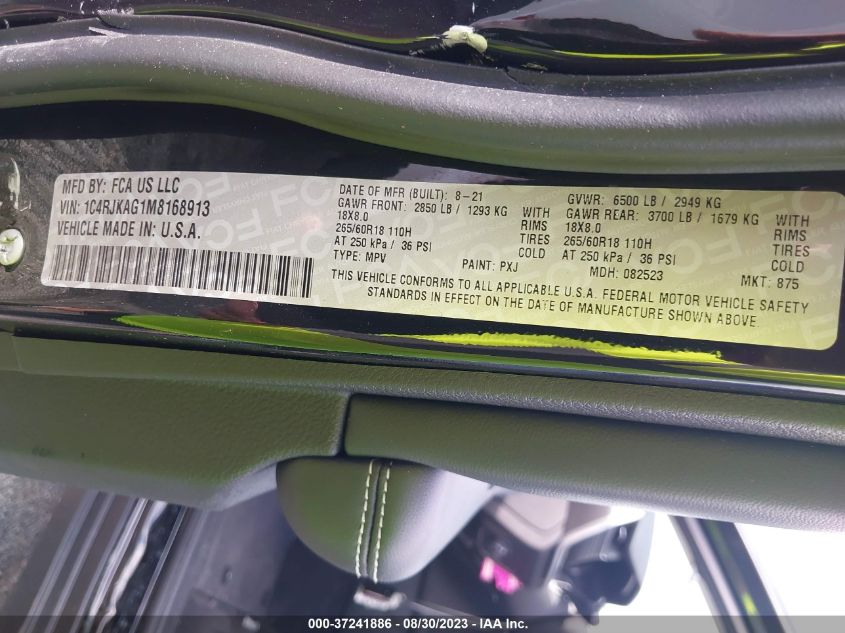 MFD BY: FCA US LLC
VIN: 1C4RJKAG1M8168913
VEHICLE MADE IN: U.S.A.
DATE OF MFR (BUILT): 8-21
GAWR FRONT: 2850 LB / 1293 KG WITH
18X8.0 RIMS
265/60R18 110H TIRES
AT 250 kPa / 36 PSI COLD
TYPE: MPV PAINT: PXJ
GVWR: 6500 LB / 2949 KG
GAWR REAR: 3700 LB / 1679 KG WITH
18X8.0 RIMS
265/60R18 110H TIRES
AT 250 kPa / 36 PSI COLD
MDH: 082523 MKT: 875
THIS VEHICLE CONFORMS TO ALL APPLICABLE U.S.A. FEDERAL MOTOR VEHICLE SAFETY
STANDARDS IN EFFECT ON THE DATE OF MANUFACTURE SHOWN ABOVE.
000-37241886 - 08/30/2023 - IAA Inc.